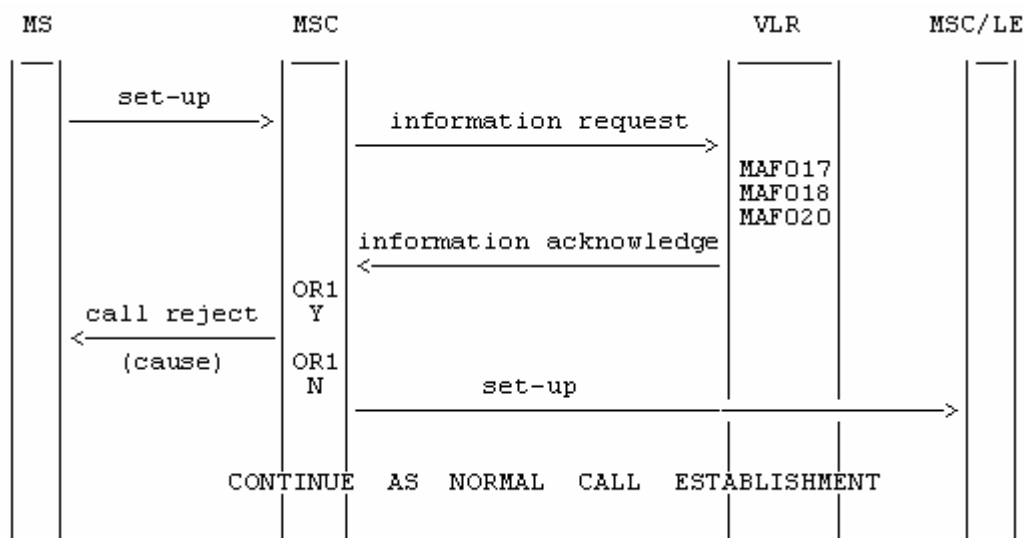 MS MSC VLR MSC/LE
set-up
information request
MAF017
MAF018
MAF020
information acknowledge
OR1
Y
call reject
(cause)
OR1
N
set-up
CONTINUE AS NORMAL CALL ESTABLISHMENT